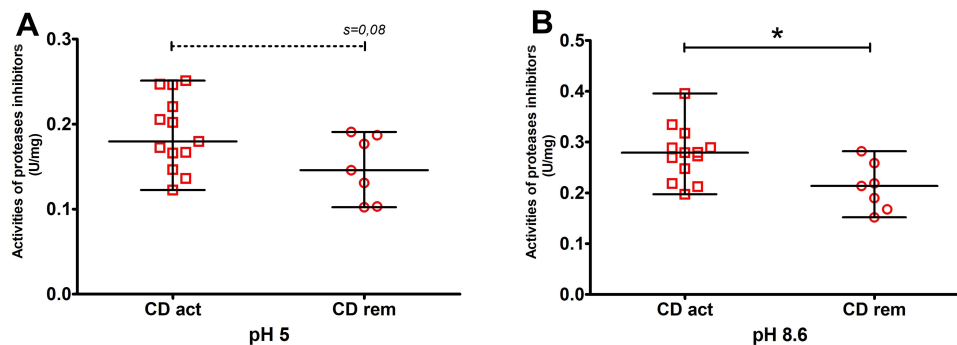 A
s=0,08
Activities of proteases inhibitors
(U/mg)
0.3
0.2
0.1
0.0
CD act
CD rem
pH 5
B
*
Activities of proteases inhibitors
(U/mg)
0.5
0.4
0.3
0.2
0.1
0.0
CD act
CD rem
pH 8.6